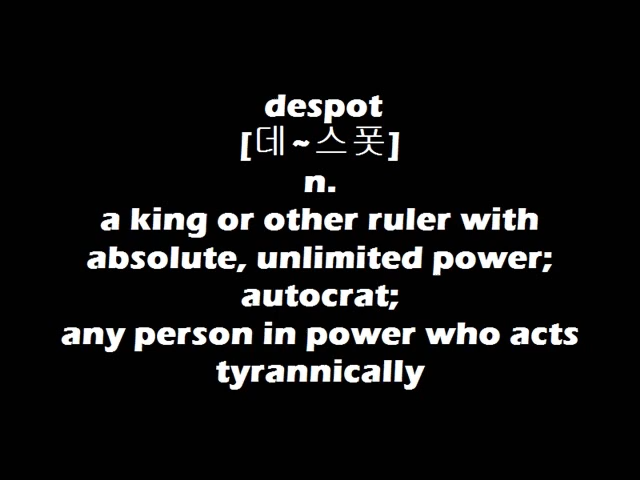 despot
[데~스폿]
n.
a king or other ruler with
absolute, unlimited power;
autocrat;
any person in power who acts
tyrannically